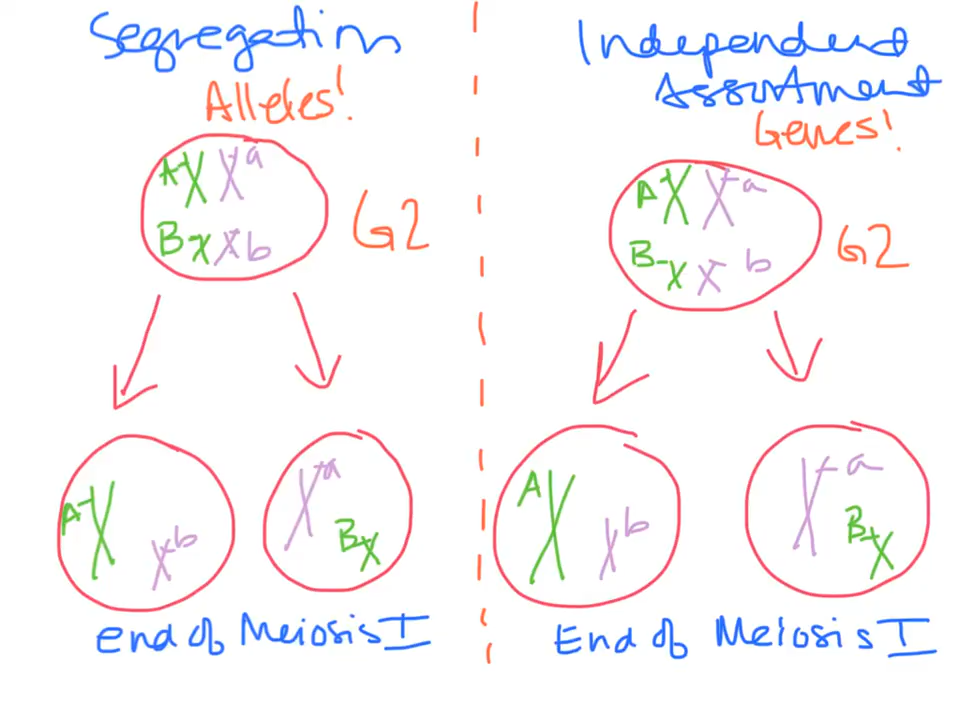 Segregation
Alleles!
A a
B b
G2
A b
a B
End of Meiosis I
Independent
Assortment
Genes!
A a
B b
G2
A b
a B
End of Meiosis I